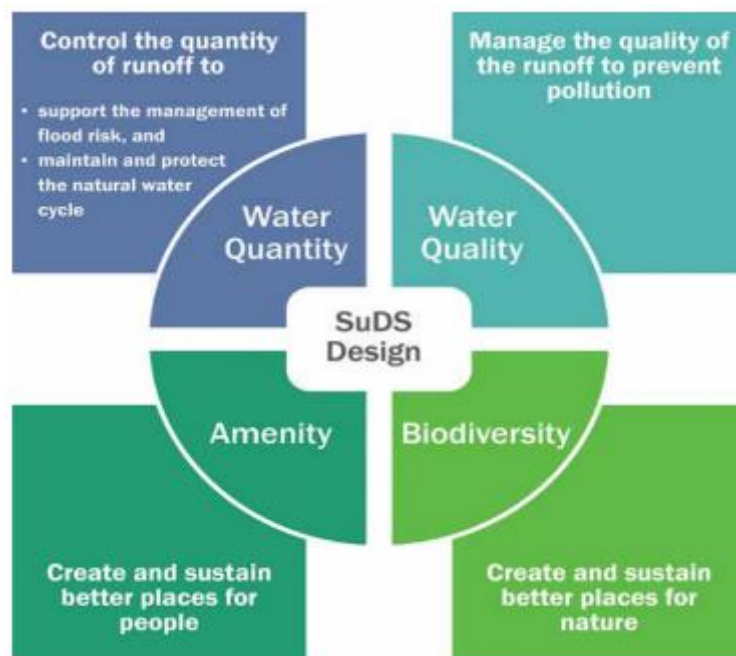 Control the quantity
of runoff to
• support the management of
flood risk, and
• maintain and protect
the natural water
cycle
Manage the quality of
the runoff to prevent
pollution
Water
Quantity
Water
Quality
SuDS
Design
Amenity
Biodiversity
Create and sustain
better places for
people
Create and sustain
better places for
nature